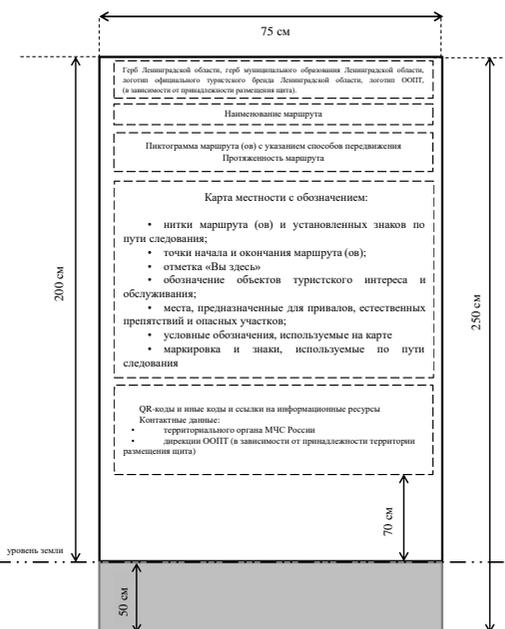 75 см
Герб Ленинградской области, герб муниципального образования Ленинградской области,
логотип официального туристского бренда Ленинградской области, логотип ООПТ,
(в зависимости от принадлежности размещения щита).
Наименование маршрута
Пиктограмма маршрута (ов) с указанием способов передвижения
Протяженность маршрута
Карта местности с обозначением:
• нитки маршрута (ов) и установленных знаков по
пути следования;
• точки начала и окончания маршрута (ов);
• отметка «Вы здесь»
• обозначение объектов туристского интереса и
обслуживания;
• места, предназначенные для привалов, естественных
препятствий и опасных участков;
• условные обозначения, используемые на карте
• маркировка и знаки, используемые по пути
следования
200 см
250 см
QR-коды и иные коды и ссылки на информационные ресурсы
Контактные данные:
• территориального органа МЧС России
• дирекции ООПТ (в зависимости от принадлежности территории
размещения щита)
70 см
уровень земли
50 см